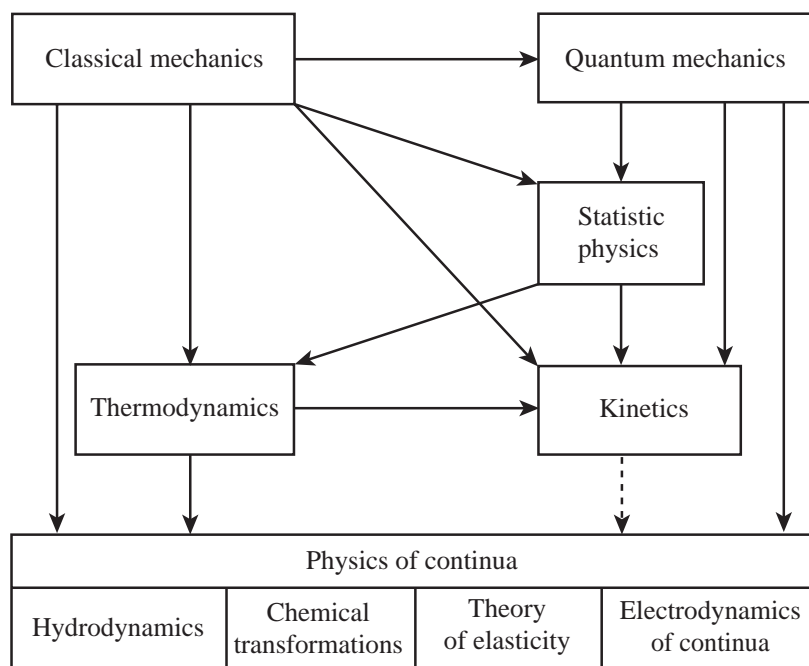 Classical mechanics
Quantum mechanics
Statistic
physics
Thermodynamics
Kinetics
Physics of continua
Hydrodynamics
Chemical
transformations
Theory
of elasticity
Electrodynamics
of continua